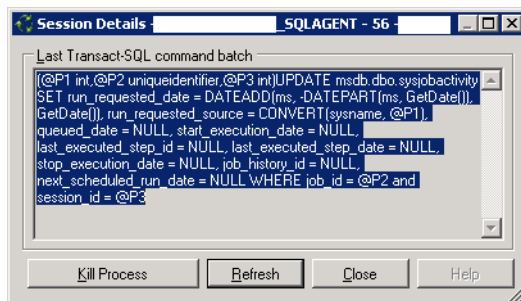 Session Details - _SQLAGENT - 56 -
Last Transact-SQL command batch
(@P1 int,@P2 uniqueidentifier,@P3 int)UPDATE msdb.dbo.sysjobactivity
SET run_requested_date = DATEADD(ms, -DATEPART(ms, GetDate()),
GetDate()), run_requested_source = CONVERT(sysname, @P1),
queued_date = NULL, start_execution_date = NULL,
last_executed_step_id = NULL, last_executed_step_date = NULL,
stop_execution_date = NULL, job_history_id = NULL,
next_scheduled_run_date = NULL WHERE job_id = @P2 and
session_id = @P3
Kill Process Refresh Close Help